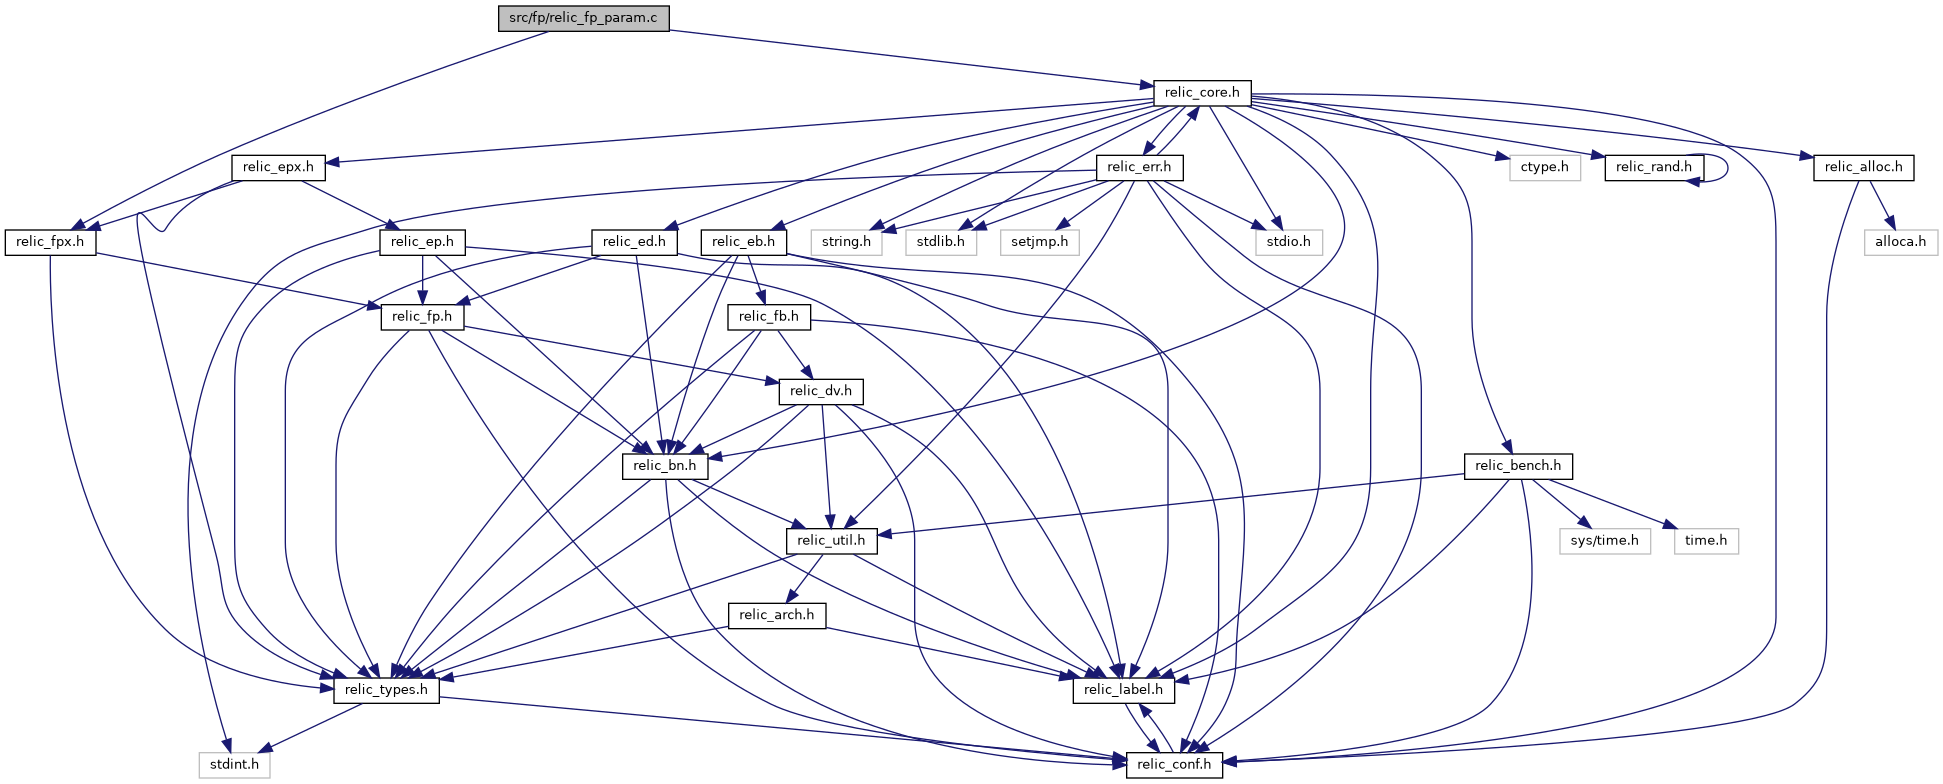 src/fp/relic_fp_param.c
relic_core.h
relic_epx.h
relic_err.h
ctype.h
relic_rand.h
relic_alloc.h
relic_fpx.h
relic_ep.h
relic_ed.h
relic_eb.h
string.h
stdlib.h
setjmp.h
stdio.h
alloca.h
relic_fp.h
relic_fb.h
relic_dv.h
relic_bn.h
relic_bench.h
relic_util.h
sys/time.h
time.h
relic_arch.h
relic_types.h
relic_label.h
stdint.h
relic_conf.h